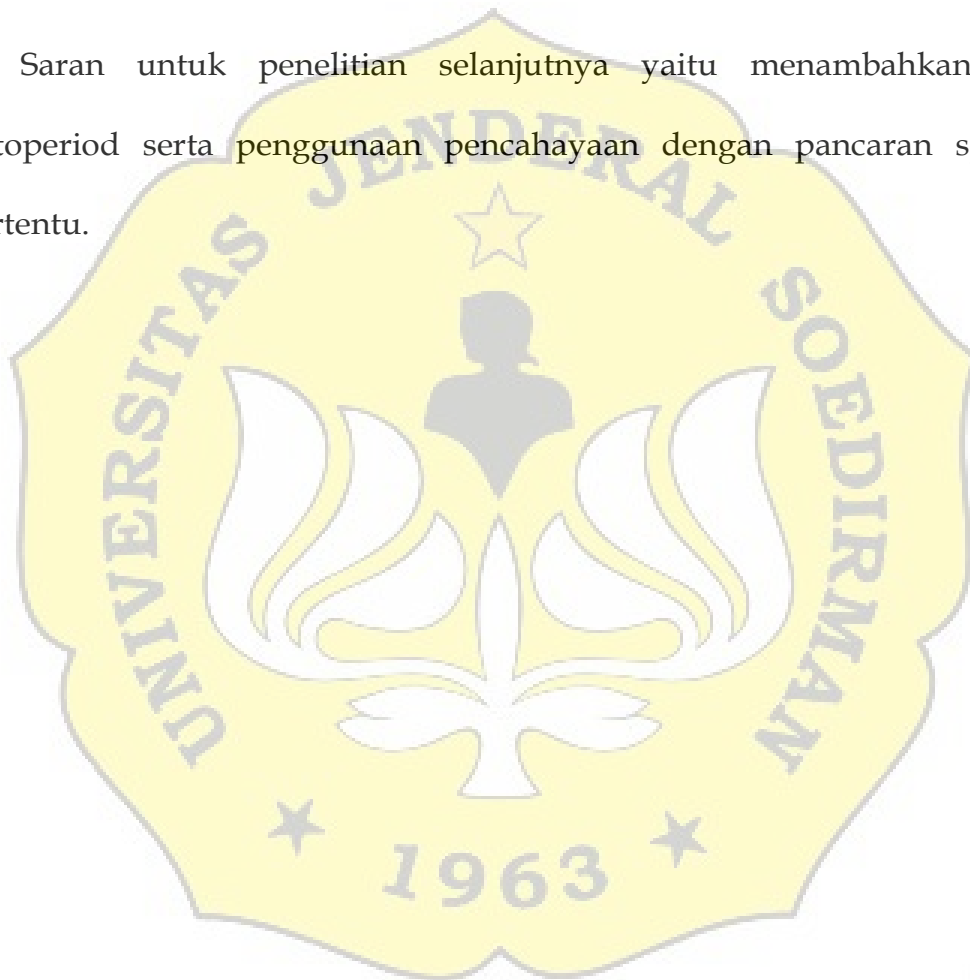 Saran untuk penelitian selanjutnya yaitu menambahkan
toperiod serta penggunaan pencahayaan dengan pancaran s
rtentu.
UNIVERSITAS JENDERAL SOEDIRMAN
1963